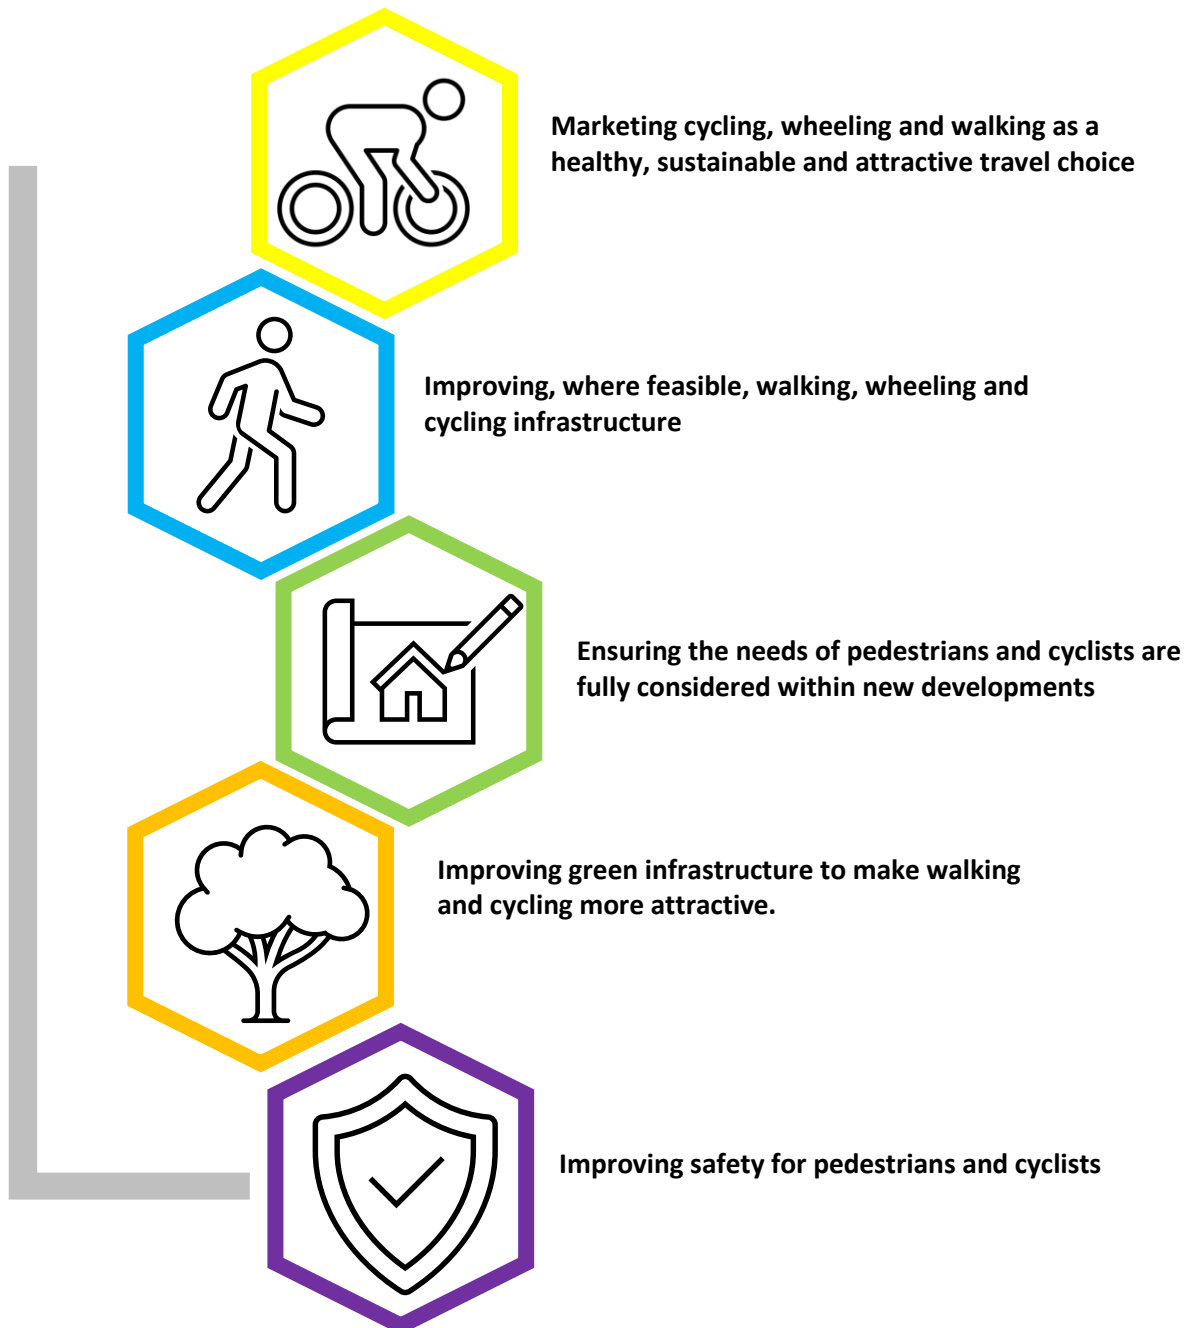 Marketing cycling, wheeling and walking as a
healthy, sustainable and attractive travel choice
Improving, where feasible, walking, wheeling and
cycling infrastructure
Ensuring the needs of pedestrians and cyclists are
fully considered within new developments
Improving green infrastructure to make walking
and cycling more attractive.
Improving safety for pedestrians and cyclists